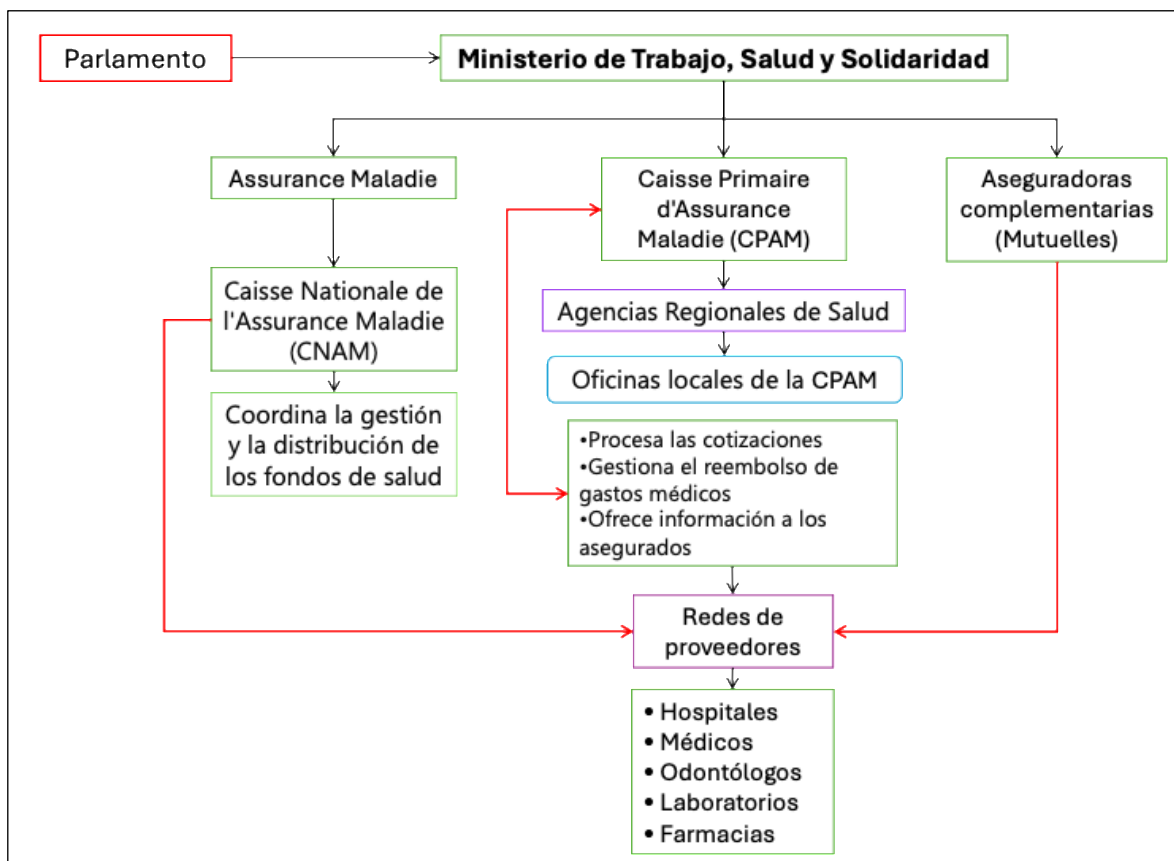 Parlamento
Ministerio de Trabajo, Salud y Solidaridad
Assurance Maladie
Caisse Primaire
d'Assurance
Maladie (CPAM)
Aseguradoras
complementarias
(Mutuelles)
Caisse Nationale de
l'Assurance Maladie
(CNAM)
Agencias Regionales de Salud
Oficinas locales de la CPAM
Coordina la gestión
y la distribución de
los fondos de salud
•Procesa las cotizaciones
•Gestiona el reembolso de
gastos médicos
•Ofrece información a los
asegurados
Redes de
proveedores
• Hospitales
• Médicos
• Odontólogos
• Laboratorios
• Farmacias